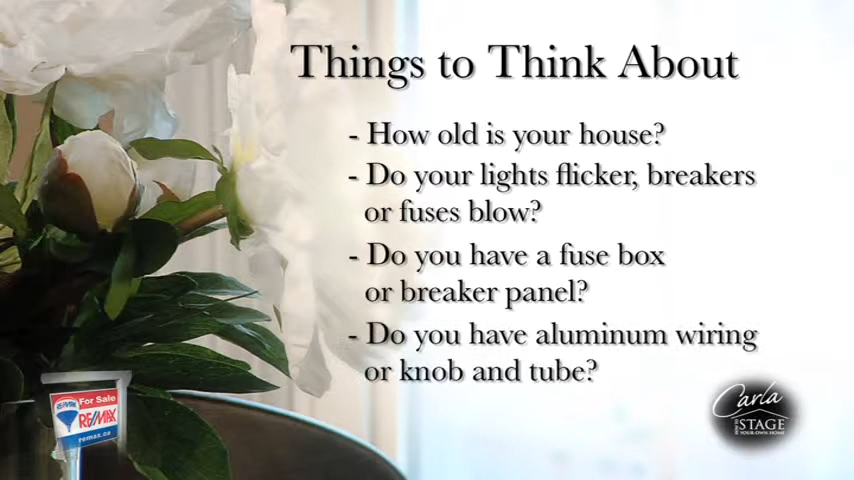 Things to Think About
- How old is your house?
- Do your lights flicker, breakers
or fuses blow?
- Do you have a fuse box
or breaker panel?
- Do you have aluminum wiring
or knob and tube?
For Sale
RE/MAX
RE/MAX
remax.ca
Carla
STAGE
YOUR OWN HOME